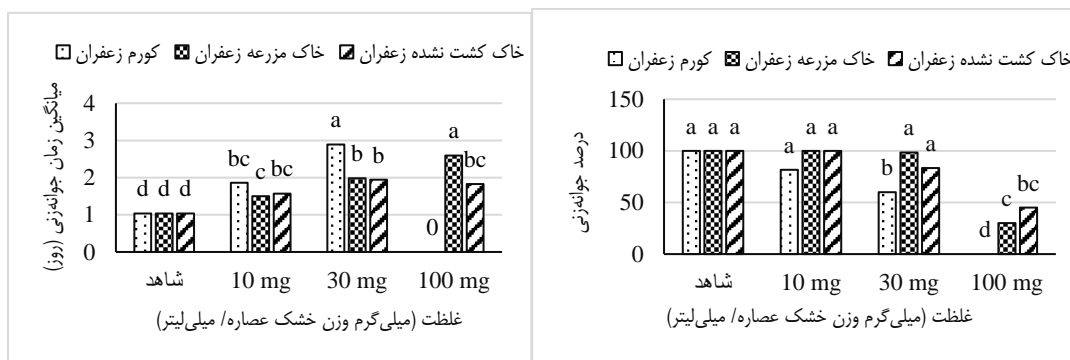 کورم زعفران خاک مزرعه زعفران خاک کشت نشده زعفران
میانگین زمان جوانه‌زنی (روز)
4
3
2
1
0
d d d
bc c bc
a b b
0 a bc
شاهد 10 mg 30 mg 100 mg
غلظت (میلی‌گرم وزن خشک عصاره/ میلی‌لیتر)
کورم زعفران خاک مزرعه زعفران خاک کشت نشده زعفران
درصد جوانه‌زنی
150
100
50
0
a a a
a a a
b a a
d c bc
شاهد 10 mg 30 mg 100 mg
غلظت (میلی‌گرم وزن خشک عصاره/ میلی‌لیتر)